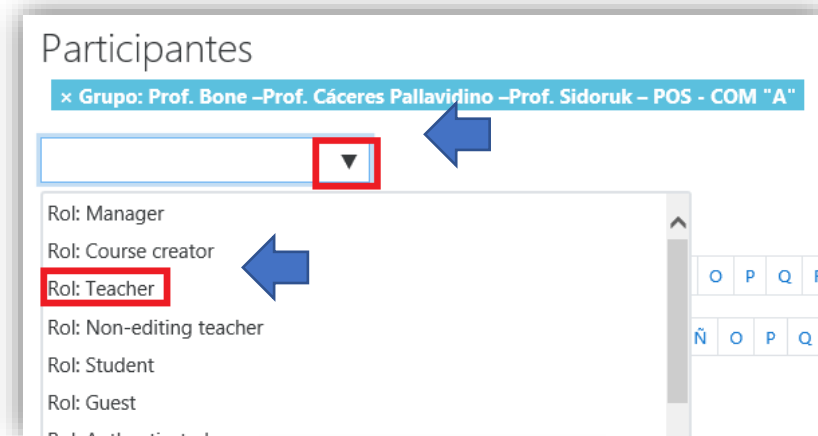 Participantes
× Grupo: Prof. Bone –Prof. Cáceres Pallavidino –Prof. Sidoruk – POS - COM "A"
▼
Rol: Manager
Rol: Course creator
O P Q
Rol: Teacher
Rol: Non-editing teacher
Ñ O P Q
Rol: Student
Rol: Guest